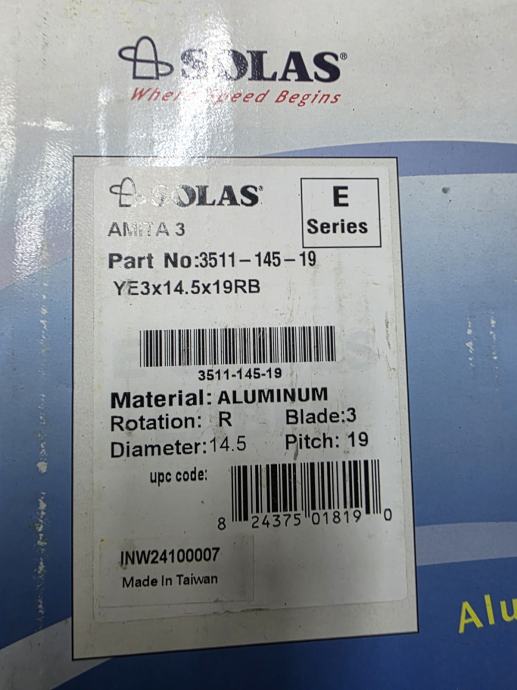 SOLAS®
Where Speed Begins
SOLAS®
E
Series
AMITA 3
Part No:3511-145-19
YE3x14.5x19RB
3511-145-19
Material: ALUMINUM
Rotation: R Blade:3
Diameter:14.5 Pitch: 19
upc code:
8 24375 01819 0
INW24100007
Made In Taiwan
Alu